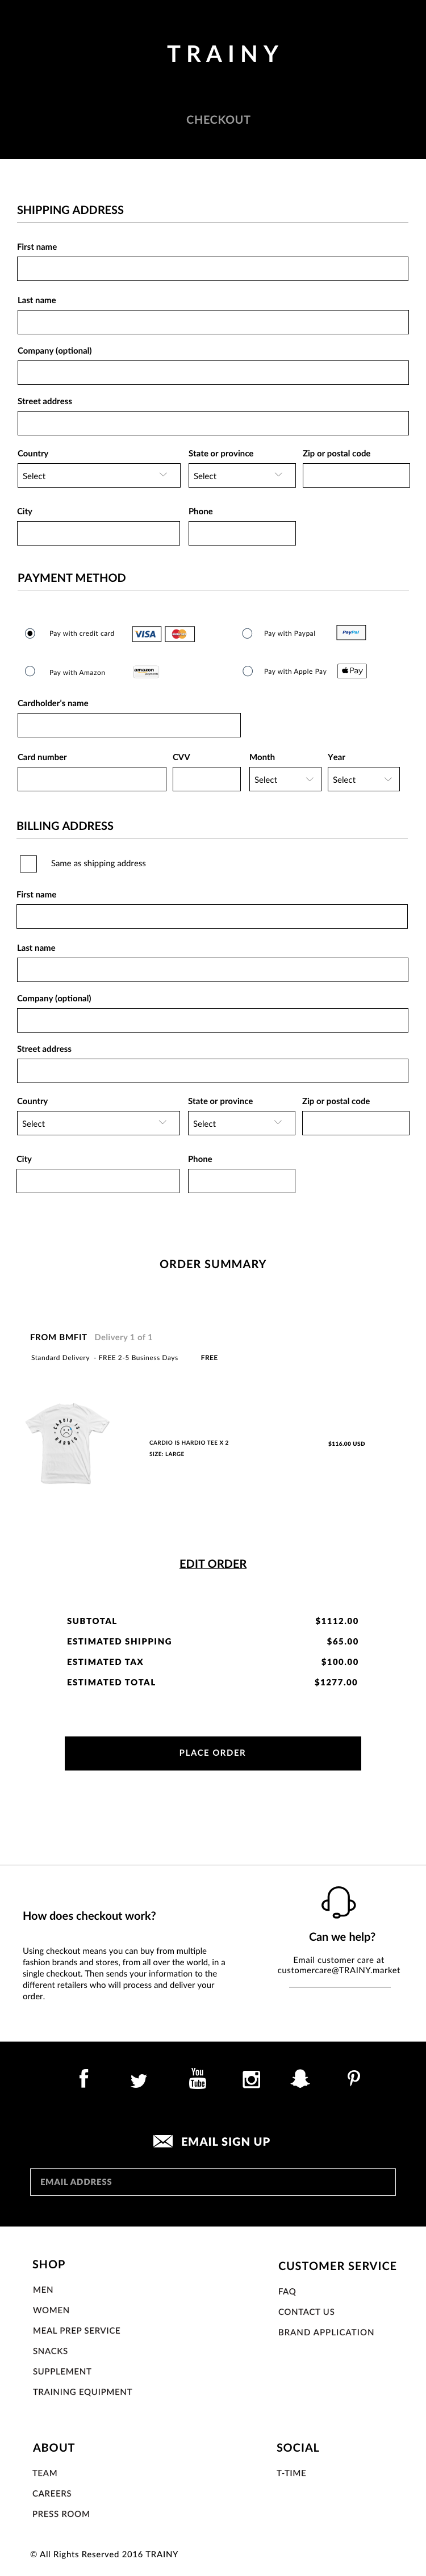 TRAINY
CHECKOUT
SHIPPING ADDRESS
First name
Last name
Company (optional)
Street address
Country State or province Zip or postal code
Select Select
City Phone
PAYMENT METHOD
Pay with credit card VISA MasterCard Pay with Paypal PayPal
Pay with Amazon amazon Pay with Apple Pay Pay
Cardholder's name
Card number CVV Month Year
Select Select
BILLING ADDRESS
Same as shipping address
First name
Last name
Company (optional)
Street address
Country State or province Zip or postal code
Select Select
City Phone
ORDER SUMMARY
FROM BMFIT Delivery 1 of 1
Standard Delivery - FREE 2-5 Business Days FREE
CARDIO IS
HARDIO
CARDIO IS HARDIO TEE X 2
$116.00 USD
SIZE: LARGE
EDIT ORDER
SUBTOTAL $1112.00
ESTIMATED SHIPPING $65.00
ESTIMATED TAX $100.00
ESTIMATED TOTAL $1277.00
PLACE ORDER
How does checkout work?
Using checkout means you can buy from multiple
fashion brands and stores, from all over the world, in a
single checkout. Then sends your information to the
different retailers who will process and deliver your
order.
Can we help?
Email customer care at
customercare@TRAINY.market
You
Tube
EMAIL SIGN UP
EMAIL ADDRESS
SHOP
MEN
WOMEN
MEAL PREP SERVICE
SNACKS
SUPPLEMENT
TRAINING EQUIPMENT
CUSTOMER SERVICE
FAQ
CONTACT US
BRAND APPLICATION
ABOUT
TEAM
CAREERS
PRESS ROOM
SOCIAL
T-TIME
© All Rights Reserved 2016 TRAINY